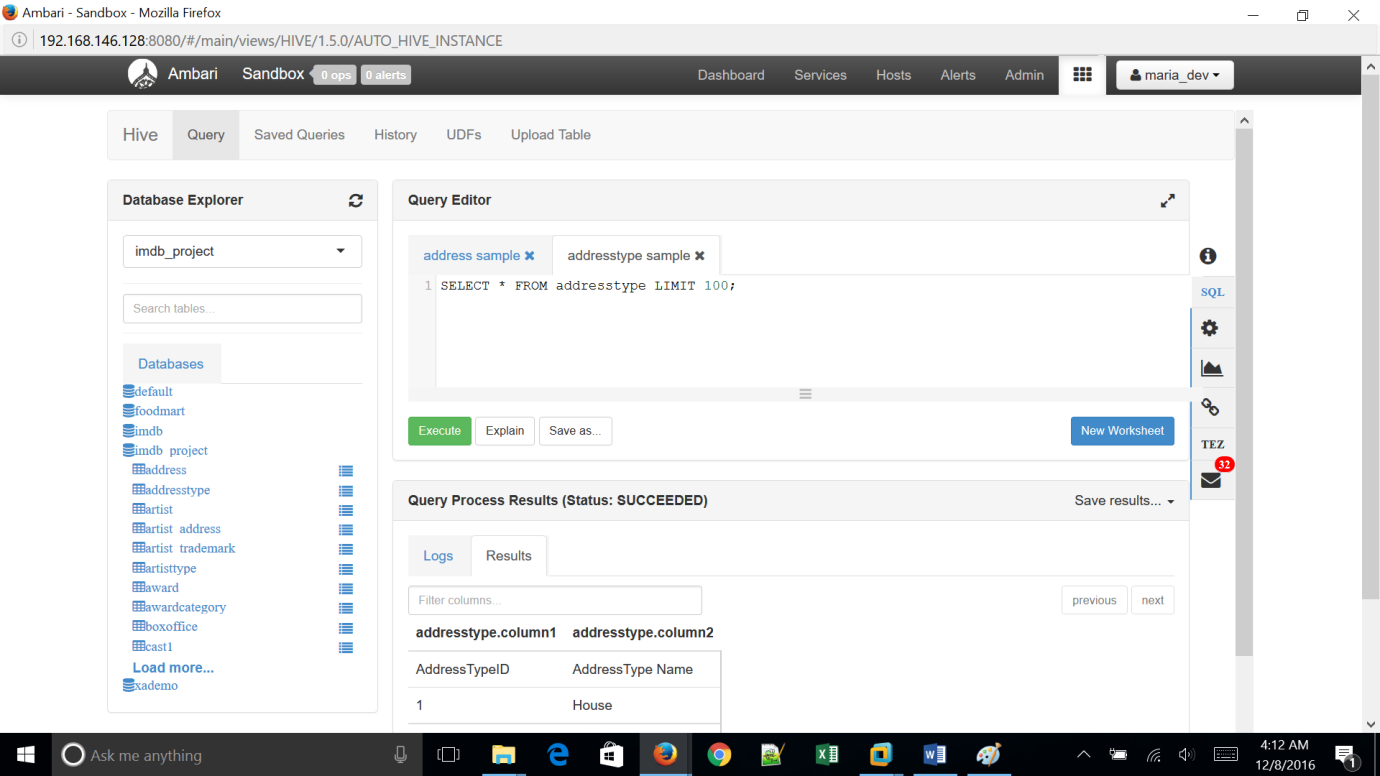 Ambari - Sandbox - Mozilla Firefox
192.168.146.128:8080/#/main/views/HIVE/1.5.0/AUTO_HIVE_INSTANCE
Ambari Sandbox 0 ops 0 alerts Dashboard Services Hosts Alerts Admin maria_dev
Hive Query Saved Queries History UDFs Upload Table
Database Explorer
imdb_project
Search tables...
Databases
default
foodmart
imdb
imdb_project
address
addresstype
artist
artist_address
artist_trademark
artisttype
award
awardcategory
boxoffice
cast1
Load more...
xademo
Query Editor
address sample addresstype sample
1 SELECT * FROM addresstype LIMIT 100;
Execute Explain Save as... New Worksheet
SQL
TEZ
32
Query Process Results (Status: SUCCEEDED) Save results...
Logs Results
Filter columns... previous next
addresstype.column1 addresstype.column2
AddressTypeID AddressType Name
1 House
Ask me anything
4:12 AM
12/8/2016
1